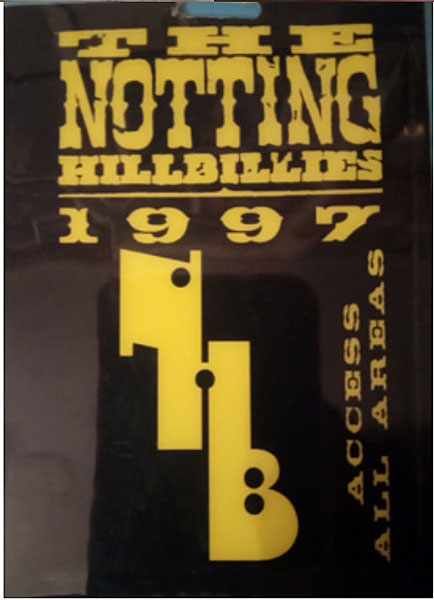 THE
NOTTING
HILLBILLIES
1997
NHB
ACCESS
ALL AREAS